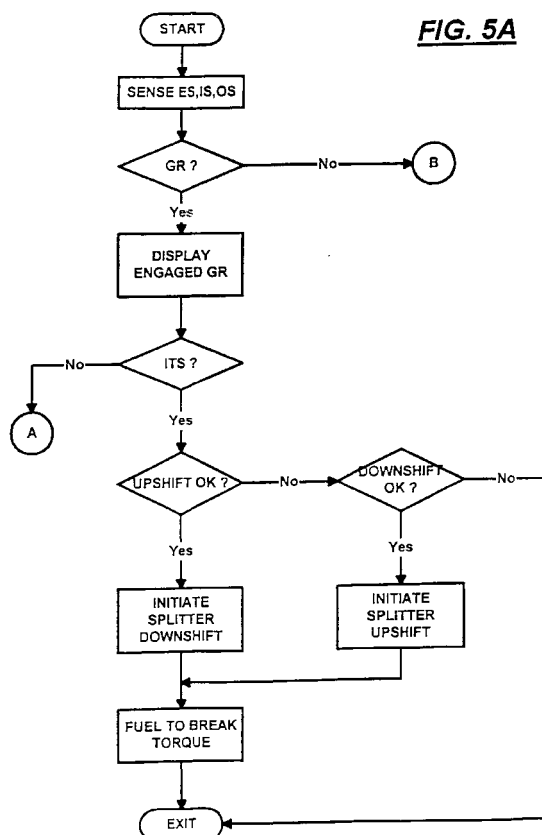 START
FIG. 5A
SENSE ES,IS,OS
GR ?
No
B
Yes
DISPLAY
ENGAGED GR
No
ITS ?
A
Yes
UPSHIFT OK ?
No
DOWNSHIFT
OK ?
No
Yes
Yes
INITIATE
SPLITTER
DOWNSHIFT
INITIATE
SPLITTER
UPSHIFT
FUEL TO BREAK
TORQUE
EXIT